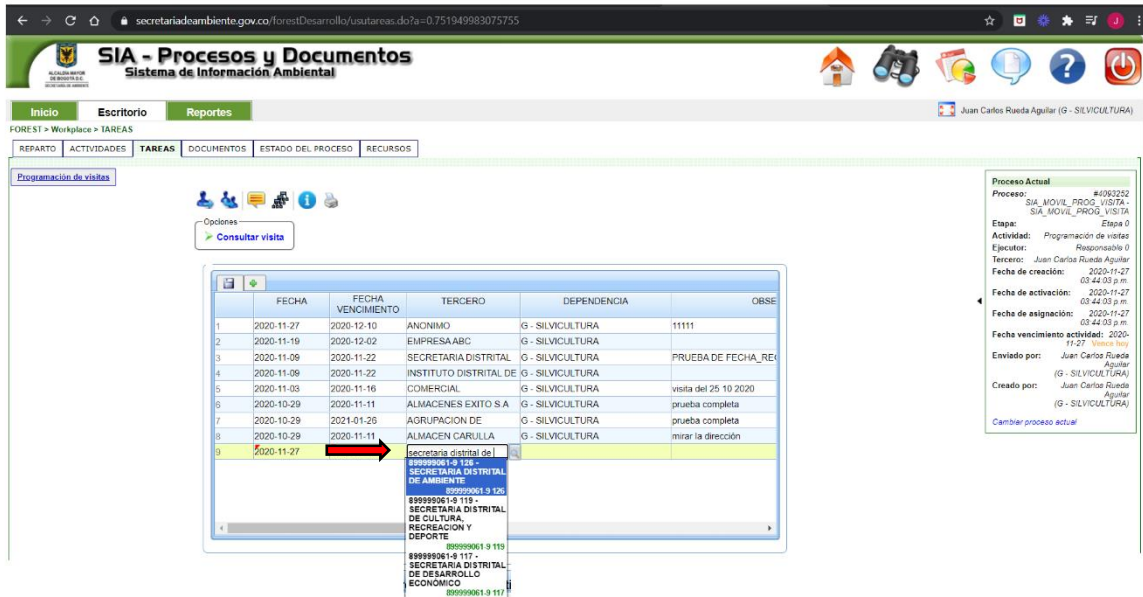 secretariadeambiente.gov.co/forestDesarrollo/usutareas.do?a=0.751949983075755
J
ALCALDIA MAYOR
DE BOGOTA D.C.
SIA - Procesos y Documentos
Sistema de Información Ambiental
Inicio Escritorio Reportes
Juan Carlos Rueda Aguilar (G - SILVICULTURA)
FOREST > Workplace > TAREAS
REPARTO ACTIVIDADES TAREAS DOCUMENTOS ESTADO DEL PROCESO RECURSOS
Programación de visitas
Opciones
Consultar visita
FECHA FECHA VENCIMIENTO TERCERO DEPENDENCIA OBSE
1 2020-11-27 2020-12-10 ANONIMO G - SILVICULTURA 11111
2 2020-11-19 2020-12-02 EMPRESA ABC G - SILVICULTURA
3 2020-11-09 2020-11-22 SECRETARIA DISTRITAL G - SILVICULTURA PRUEBA DE FECHA_RE
4 2020-11-09 2020-11-22 INSTITUTO DISTRITAL DE G - SILVICULTURA
5 2020-11-03 2020-11-16 COMERCIAL G - SILVICULTURA visita del 25 10 2020
6 2020-10-29 2020-11-11 ALMACENES EXITO S.A G - SILVICULTURA prueba completa
7 2020-10-29 2021-01-26 AGRUPACION DE G - SILVICULTURA prueba completa
8 2020-10-29 2020-11-11 ALMACEN CARULLA G - SILVICULTURA mirar la dirección
9 2020-11-27 secretaria distrital de
899999061-9 126 -
SECRETARIA DISTRITAL
DE AMBIENTE
899999061-9 126
899999061-9 119 -
SECRETARIA DISTRITAL
DE CULTURA,
RECREACION Y
DEPORTE
899999061-9 119
899999061-9 117 -
SECRETARIA DISTRITAL
DE DESARROLLO
ECONÓMICO
899999061-9 117
Proceso Actual
Proceso: #4093252
SIA_MOVIL_PROG_VISITA -
SIA_MOVIL_PROG_VISITA
Etapa: Etapa 0
Actividad: Programación de visitas
Ejecutor: Responsable 0
Tercero: Juan Carlos Rueda Aguilar
Fecha de creación: 2020-11-27
03:44:03 p.m.
Fecha de activación: 2020-11-27
03:44:03 p.m.
Fecha de asignación: 2020-11-27
03:44:03 p.m.
Fecha vencimiento actividad: 2020-
11-27 Vence hoy
Enviado por: Juan Carlos Rueda
Aguilar
(G - SILVICULTURA)
Creado por: Juan Carlos Rueda
Aguilar
(G - SILVICULTURA)
Cambiar proceso actual